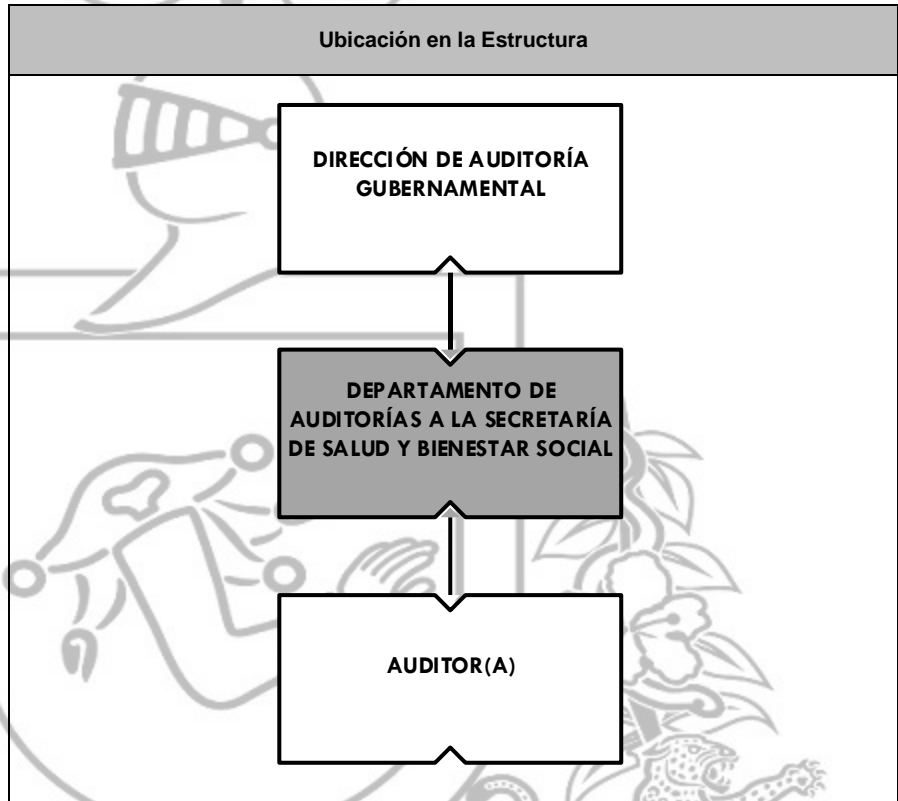 Ubicación en la Estructura
DIRECCIÓN DE AUDITORÍA
GUBERNAMENTAL
DEPARTAMENTO DE
AUDITORÍAS A LA SECRETARÍA
DE SALUD Y BIENESTAR SOCIAL
AUDITOR(A)